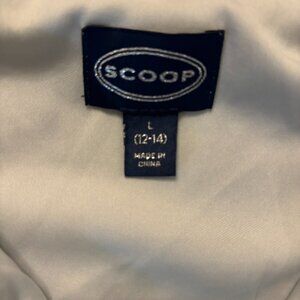 SCOOP
L
(12-14)
MADE IN
CHINA